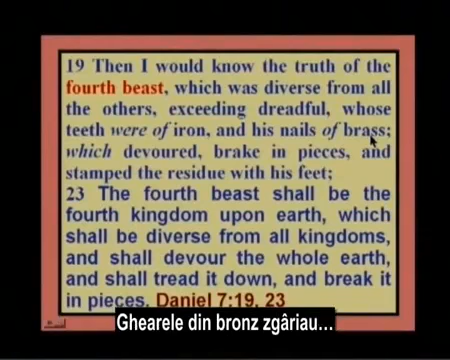 19 Then I would know the truth of the
fourth beast, which was diverse from all
the others, exceeding dreadful, whose
teeth were of iron, and his nails of brass;
which devoured, brake in pieces, and
stamped the residue with his feet;
23 The fourth beast shall be the
fourth kingdom upon earth, which
shall be diverse from all kingdoms,
and shall devour the whole earth,
and shall tread it down, and break it
in pieces. Daniel 7:19, 23
Ghearele din bronz zgâriau...